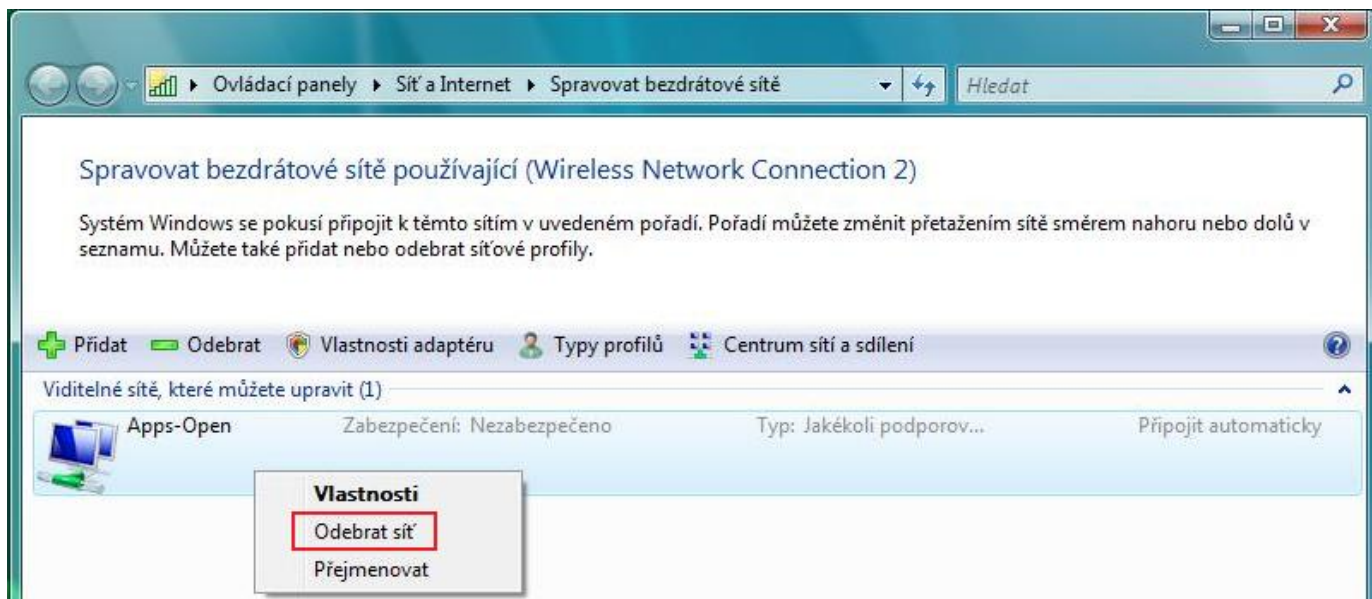 Ovládací panely Síť a Internet Spravovat bezdrátové sítě Hledat
Spravovat bezdrátové sítě používající (Wireless Network Connection 2)
Systém Windows se pokusí připojit k těmto sítím v uvedeném pořadí. Pořadí můžete změnit přetažením sítě směrem nahoru nebo dolů v
seznamu. Můžete také přidat nebo odebrat síťové profily.
Přidat Odebrat Vlastnosti adaptéru Typy profilů Centrum sítí a sdílení
Viditelné sítě, které můžete upravit (1)
Apps-Open Zabezpečení: Nezabezpečeno Typ: Jakékoli podporov... Připojit automaticky
Vlastnosti
Odebrat síť
Přejmenovat